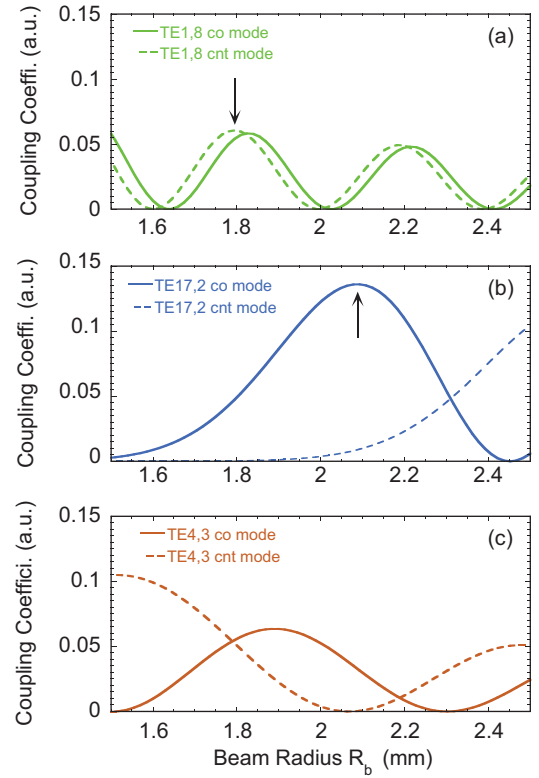 0.15
(a)
TE1,8 co mode
TE1,8 cnt mode
0.1
0.05
0
Coupling Coeffi. (a.u.)
1.6 1.8 2 2.2 2.4
0.15
(b)
TE17,2 co mode
TE17,2 cnt mode
0.1
0.05
0
Coupling Coeffi. (a.u.)
1.6 1.8 2 2.2 2.4
0.15
(c)
TE4,3 co mode
TE4,3 cnt mode
0.1
0.05
0
Coupling Coeffici. (a.u.)
1.6 1.8 2 2.2 2.4
Beam Radius R_b (mm)